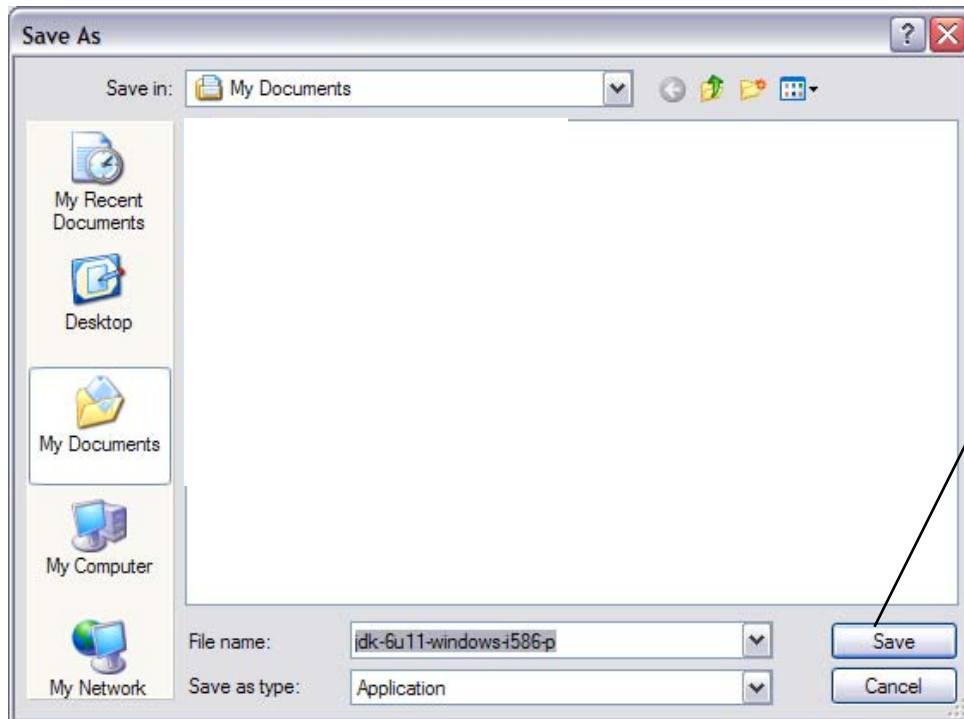 Save As
Save in:
My Documents
My Recent
Documents
Desktop
My Documents
My Computer
My Network
File name:
jdk-6u11-windows-i586-p
Save
Save as type:
Application
Cancel